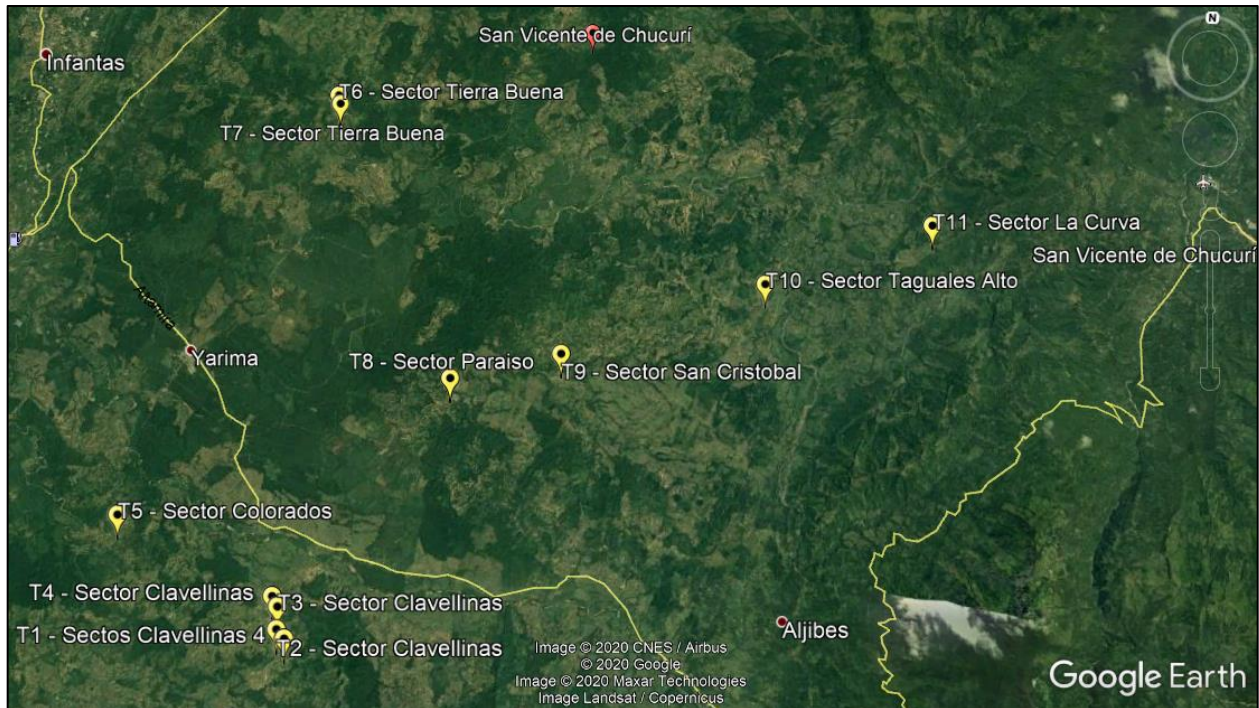 N
San Vicente de Chucurí
Infantas
T6 - Sector Tierra Buena
T7 - Sector Tierra Buena
T11 - Sector La Curva
San Vicente de Chucurí
T10 - Sector Taguales Alto
Yarima
T8 - Sector Paraiso
T9 - Sector San Cristobal
T5 - Sector Colorados
T4 - Sector Clavellinas
T3 - Sector Clavellinas
T1 - Sectos Clavellinas 4
T2 - Sector Clavellinas
Aljibes
Image © 2020 CNES / Airbus
© 2020 Google
Image © 2020 Maxar Technologies
Image Landsat / Copernicus
Google Earth